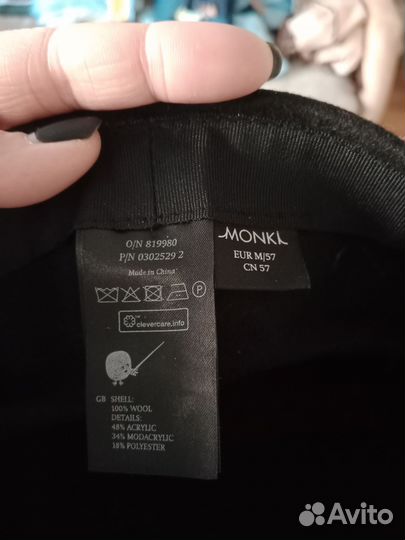 O/N 819980
P/N 0302529 2
Made in China
P
clevercare.info
GB SHELL:
100% WOOL
DETAILS:
48% ACRYLIC
34% MODACRYLIC
18% POLYESTER
MONKI
EUR M/57
CN 57
Avito